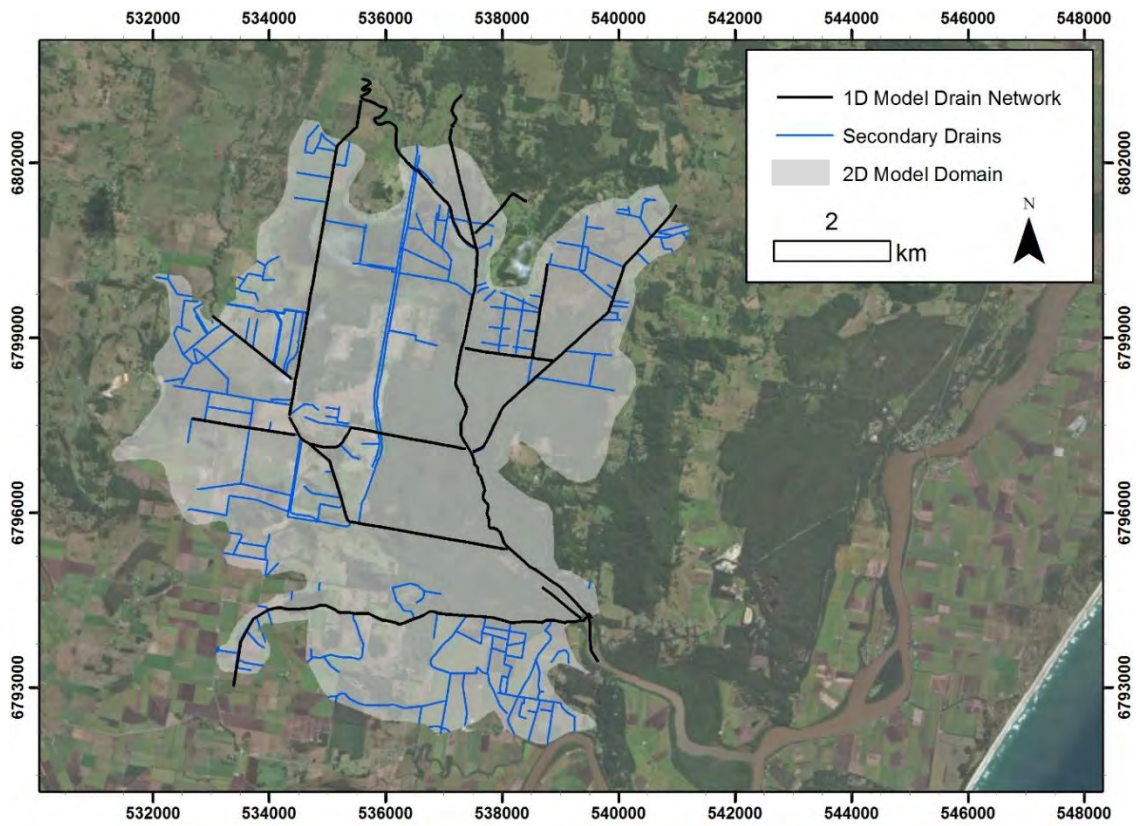 532000 534000 536000 538000 540000 542000 544000 546000 548000
1D Model Drain Network
Secondary Drains
2D Model Domain
2
km
N
6802000 6802000
6799000 6799000
6796000 6796000
6793000 6793000
532000 534000 536000 538000 540000 542000 544000 546000 548000